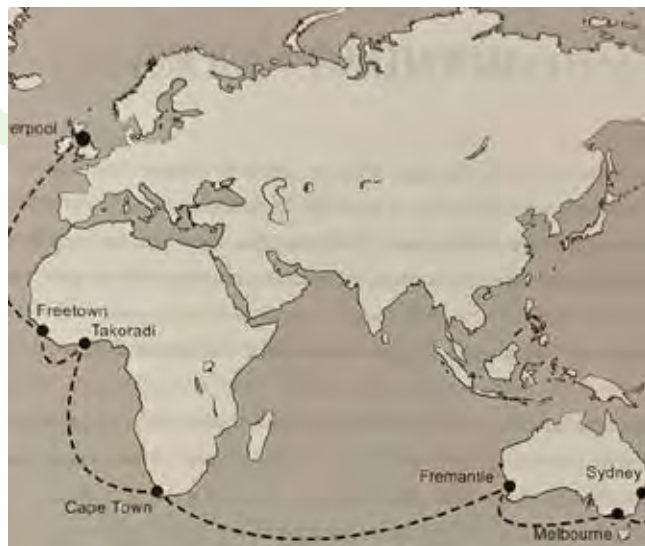 erpool
Freetown
Takoradi
Cape Town
Fremantle
Sydney
Melbourne